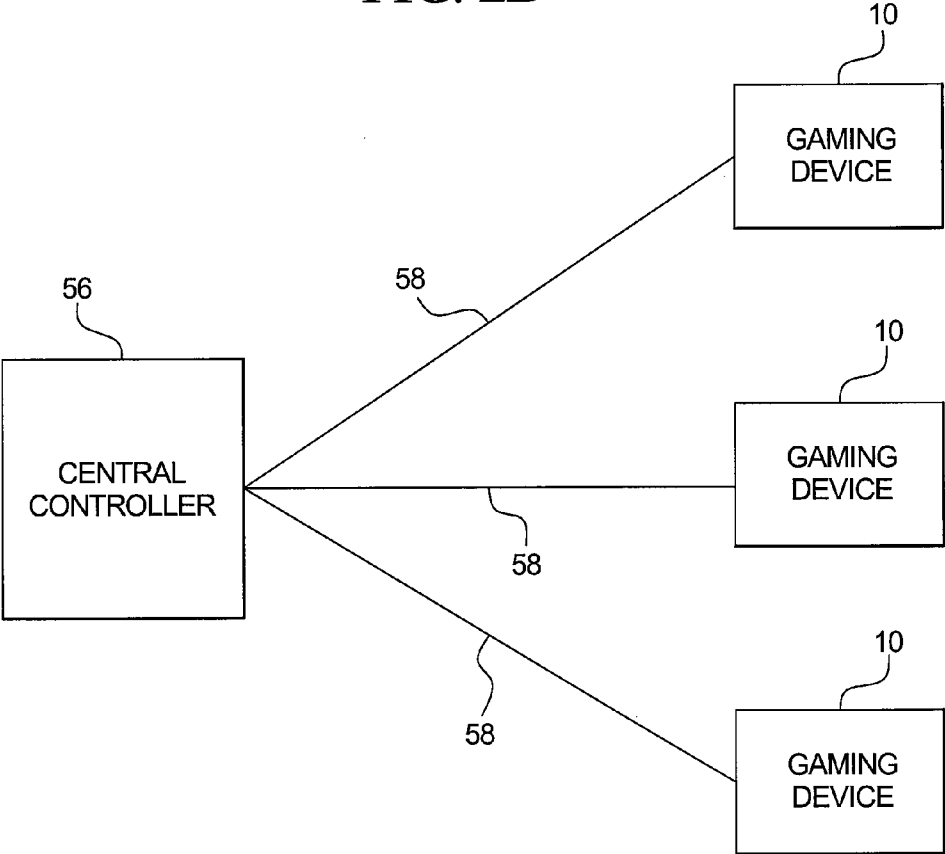 10
GAMING
DEVICE
58
56
10
CENTRAL
CONTROLLER
GAMING
DEVICE
58
10
58
GAMING
DEVICE